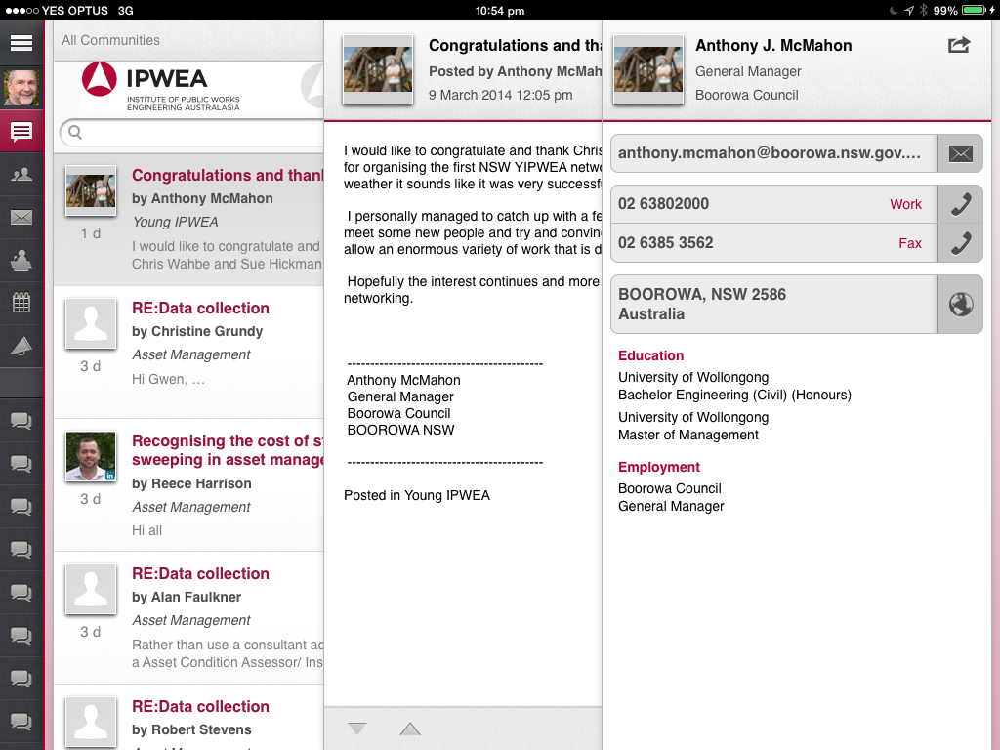 YES OPTUS 3G
10:54 pm
99%
All Communities
IPWEA
INSTITUTE OF PUBLIC WORKS
ENGINEERING AUSTRALASIA
Congratulations and than
by Anthony McMahon
Young IPWEA
1 d
I would like to congratulate and
Chris Wahbe and Sue Hickman
RE:Data collection
by Christine Grundy
Asset Management
3 d
Hi Gwen, …
Recognising the cost of st
sweeping in asset manage
by Reece Harrison
Asset Management
3 d
Hi all
RE:Data collection
by Alan Faulkner
Asset Management
3 d
Rather than use a consultant ac
a Asset Condition Assessor/ Ins
RE:Data collection
by Robert Stevens
Congratulations and tha
Posted by Anthony McMah
9 March 2014 12:05 pm
I would like to congratulate and thank Chris
for organising the first NSW YIPWEA netwo
weather it sounds like it was very successfu
I personally managed to catch up with a fe
meet some new people and try and convinc
allow an enormous variety of work that is d
Hopefully the interest continues and more
networking.
--------------------------------------------
Anthony McMahon
General Manager
Boorowa Council
BOOROWA NSW
--------------------------------------------
Posted in Young IPWEA
Anthony J. McMahon
General Manager
Boorowa Council
anthony.mcmahon@boorowa.nsw.gov....
02 63802000 Work
02 6385 3562 Fax
BOOROWA, NSW 2586
Australia
Education
University of Wollongong
Bachelor Engineering (Civil) (Honours)
University of Wollongong
Master of Management
Employment
Boorowa Council
General Manager